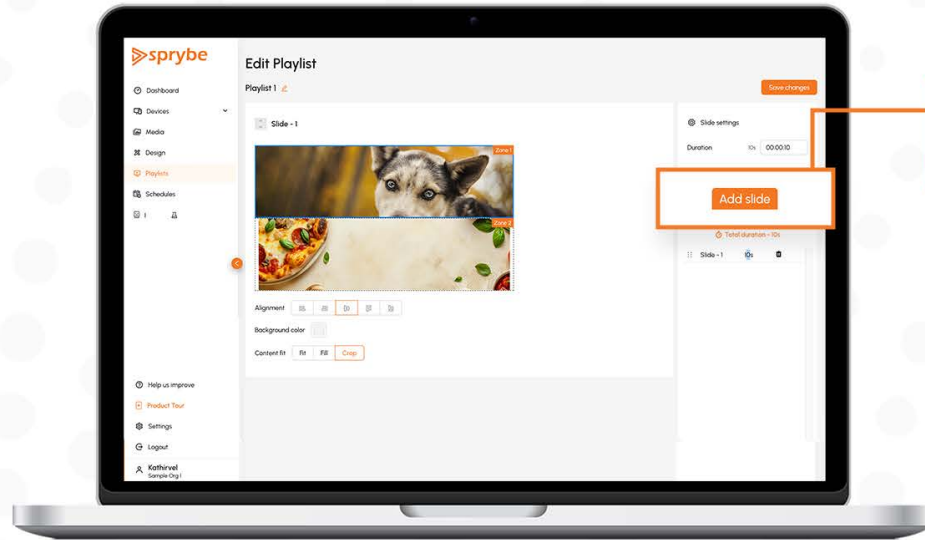 sprybe
Dashboard
Devices
Media
Design
Playlists
Schedules
Help us improve
Product Tour
Settings
Logout
Kathirvel
Sample Org 1
Edit Playlist
Playlist 1
Save changes
Slide - 1
Zone 1
Zone 2
Alignment
Background color
Content fit Fit Fill Crop
Slide settings
Duration 10s 00:00:10
Add slide
Total duration - 10s
Slide - 1 10s